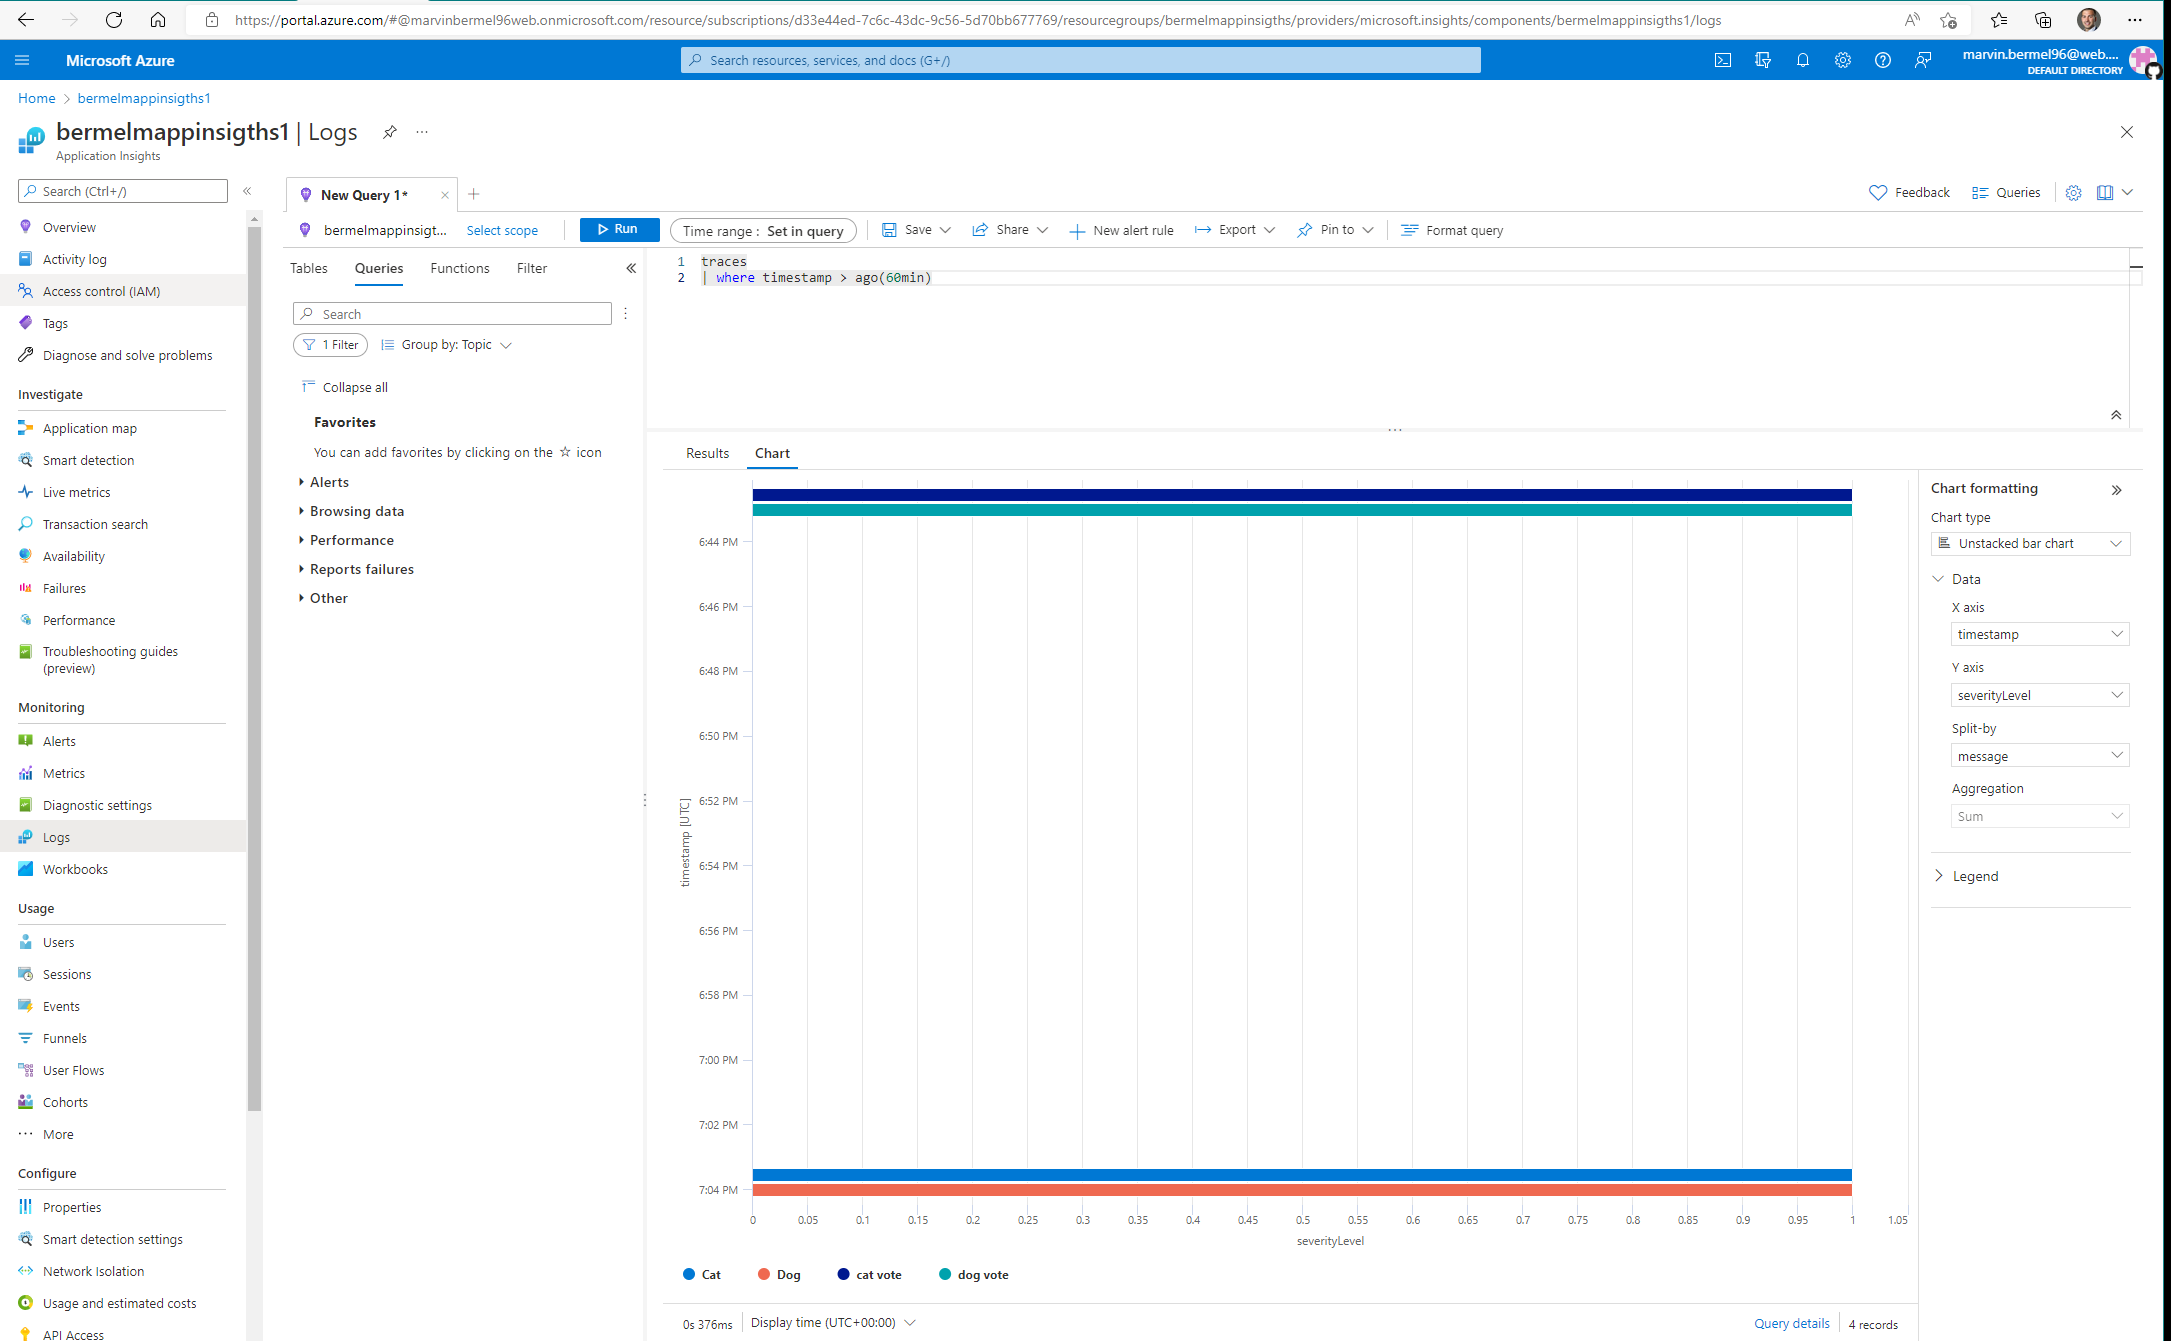 https://portal.azure.com/#@marvinbermel96web.onmicrosoft.com/resource/subscriptions/d33e44ed-7c6c-43dc-9c56-5d70bb677769/resourcegroups/bermelmappinsigths/providers/microsoft.insights/components/bermelmappinsigths1/logs
Microsoft Azure
Search resources, services, and docs (G+/)
marvin.bermel96@web....
DEFAULT DIRECTORY
Home > bermelmappinsigths1
bermelmappinsigths1 | Logs
Application Insights
Search (Ctrl+/)
Overview
Activity log
Access control (IAM)
Tags
Diagnose and solve problems
Investigate
Application map
Smart detection
Live metrics
Transaction search
Availability
Failures
Performance
Troubleshooting guides
(preview)
Monitoring
Alerts
Metrics
Diagnostic settings
Logs
Workbooks
Usage
Users
Sessions
Events
Funnels
User Flows
Cohorts
More
Configure
Properties
Smart detection settings
Network Isolation
Usage and estimated costs
API Access
New Query 1*
Feedback
Queries
bermelmappinsigt...
Select scope
Run
Time range : Set in query
Save
Share
New alert rule
Export
Pin to
Format query
Tables
Queries
Functions
Filter
Search
1 Filter
Group by: Topic
Collapse all
Favorites
You can add favorites by clicking on the ☆ icon
Alerts
Browsing data
Performance
Reports failures
Other
1 traces
2 | where timestamp > ago(60min)
Results
Chart
timestamp [UTC]
6:44 PM
6:46 PM
6:48 PM
6:50 PM
6:52 PM
6:54 PM
6:56 PM
6:58 PM
7:00 PM
7:02 PM
7:04 PM
0 0.05 0.1 0.15 0.2 0.25 0.3 0.35 0.4 0.45 0.5 0.55 0.6 0.65 0.7 0.75 0.8 0.85 0.9 0.95 1 1.05
severityLevel
Cat
Dog
cat vote
dog vote
0s 376ms
Display time (UTC+00:00)
Query details
4 records
Chart formatting
Chart type
Unstacked bar chart
Data
X axis
timestamp
Y axis
severityLevel
Split-by
message
Aggregation
Sum
Legend